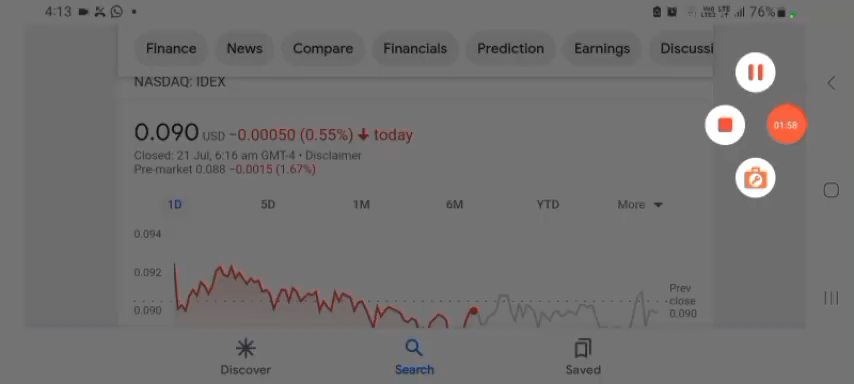 4:13 76%
Finance News Compare Financials Prediction Earnings Discussi
NASDAQ: IDEX
0.090 USD −0.00050 (0.55%) today
Closed: 21 Jul, 6:16 am GMT-4 • Disclaimer
Pre-market 0.088 −0.0015 (1.67%)
1D 5D 1M 6M YTD More
0.094
0.092
0.090
Prev
close
0.090
01:58
Discover Search Saved